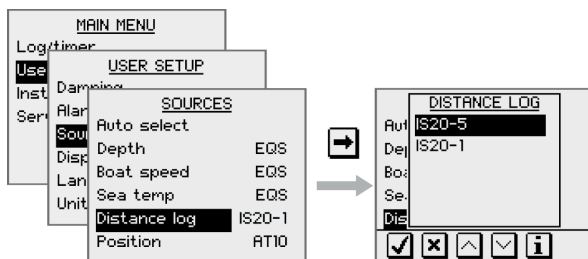 MAIN MENU
Log/timer
Use
Inst
Ser
USER SETUP
Damping
Alar
Sour
Disp
Lan
Unit
SOURCES
Auto select
Depth EQS
Boat speed EQS
Sea temp EQS
Distance log IS20-1
Position AT10
DISTANCE LOG
IS20-5
IS20-1
Aut
Dep
Boa
Se
Dis